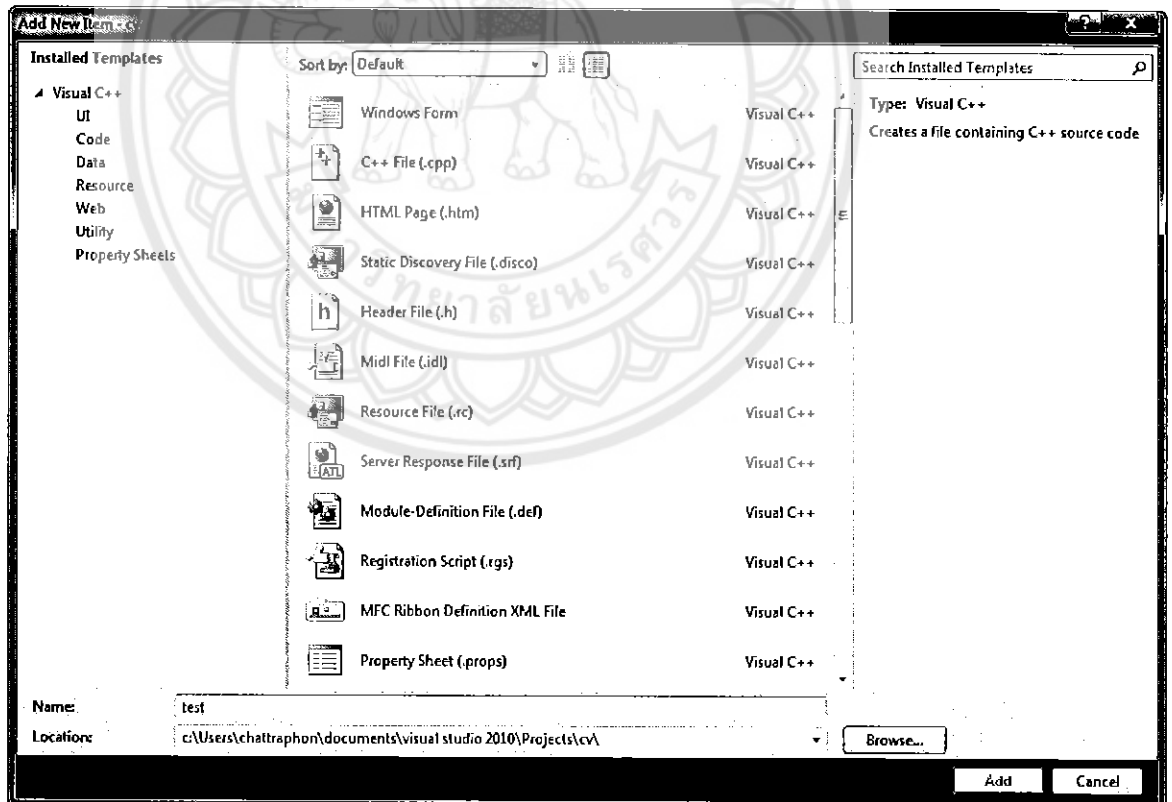 Add New Item - cv
Installed Templates
Visual C++
UI
Code
Data
Resource
Web
Utility
Property Sheets
Sort by: Default
Windows Form Visual C++
C++ File (.cpp) Visual C++
HTML Page (.htm) Visual C++
Static Discovery File (.disco) Visual C++
Header File (.h) Visual C++
Midl File (.idl) Visual C++
Resource File (.rc) Visual C++
Server Response File (.srf) Visual C++
Module-Definition File (.def) Visual C++
Registration Script (.rgs) Visual C++
MFC Ribbon Definition XML File Visual C++
Property Sheet (.props) Visual C++
Search Installed Templates
Type: Visual C++
Creates a file containing C++ source code
Name: test
Location: c:\Users\chattraphon\documents\visual studio 2010\Projects\cv\
Browse...
Add Cancel